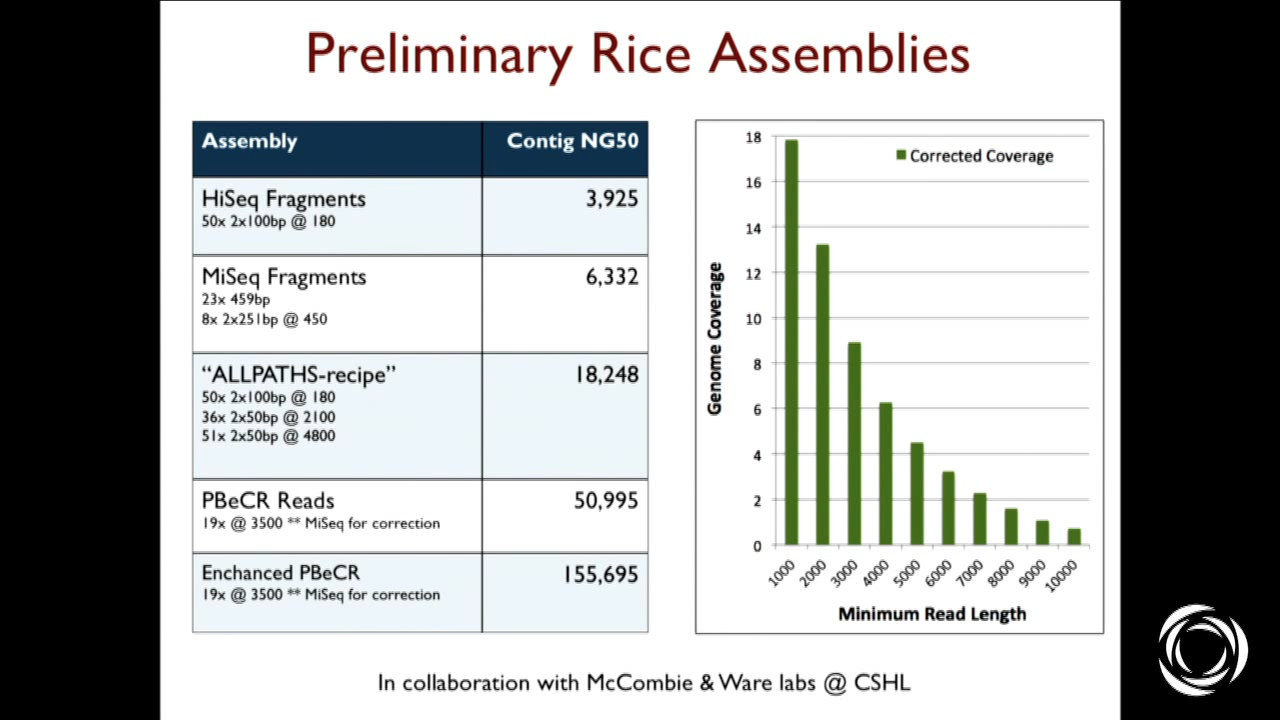 Preliminary Rice Assemblies
Assembly
Contig NG50
HiSeq Fragments
3,925
50x 2x100bp @ 180
MiSeq Fragments
6,332
23x 459bp
8x 2x251bp @ 450
“ALLPATHS-recipe”
18,248
50x 2x100bp @ 180
36x 2x50bp @ 2100
51x 2x50bp @ 4800
PBeCR Reads
50,995
19x @ 3500 ** MiSeq for correction
Enchanced PBeCR
155,695
19x @ 3500 ** MiSeq for correction
Corrected Coverage
Genome Coverage
18
16
14
12
10
8
6
4
2
0
1000
2000
3000
4000
5000
6000
7000
8000
9000
10000
Minimum Read Length
In collaboration with McCombie & Ware labs @ CSHL